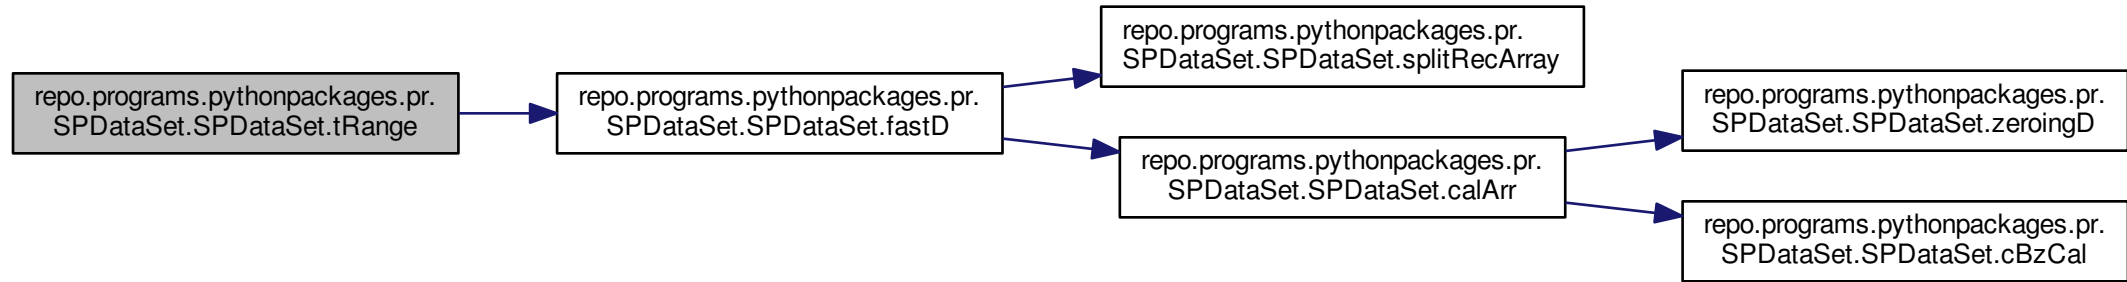 repo.programs.pythonpackages.pr.
SPDataSet.SPDataSet.tRange
repo.programs.pythonpackages.pr.
SPDataSet.SPDataSet.fastD
repo.programs.pythonpackages.pr.
SPDataSet.SPDataSet.splitRecArray
repo.programs.pythonpackages.pr.
SPDataSet.SPDataSet.calArr
repo.programs.pythonpackages.pr.
SPDataSet.SPDataSet.zeroingD
repo.programs.pythonpackages.pr.
SPDataSet.SPDataSet.cBzCal